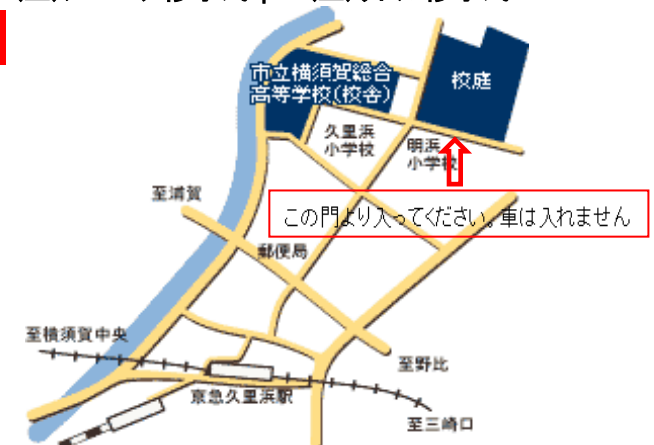 市立横須賀総合
高等学校(校舎)
校庭
久里浜
小学校
明浜
小学校
至浦賀
この門より入ってください。車は入れません
郵便局
至横須賀中央
至野比
京急久里浜駅
至三崎口